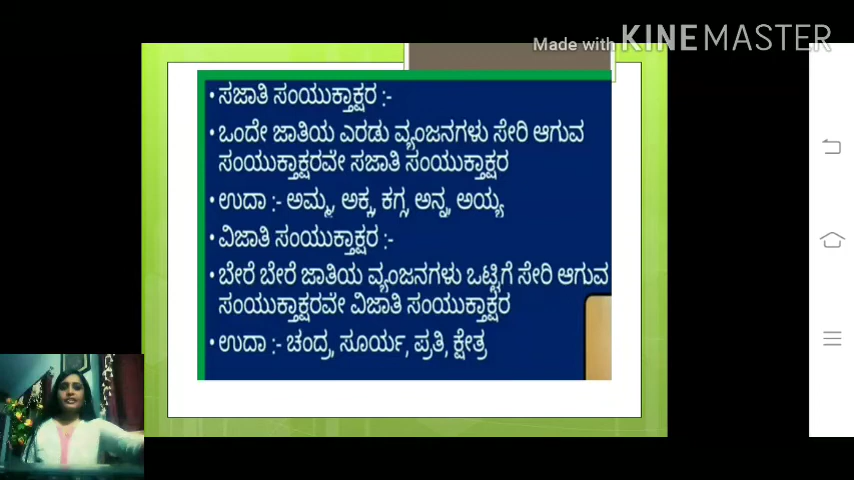 Made with KINEMASTER
• ಸಜಾತಿ ಸಂಯುಕ್ತಾಕ್ಷರ :-
• ಒಂದೇ ಜಾತಿಯ ಎರಡು ವ್ಯಂಜನಗಳು ಸೇರಿ ಆಗುವ
ಸಂಯುಕ್ತಾಕ್ಷರವೇ ಸಜಾತಿ ಸಂಯುಕ್ತಾಕ್ಷರ
• ಉದಾ :- ಅಮ್ಮ, ಅಕ್ಕ, ಕಗ್ಗ, ಅನ್ನ, ಅಯ್ಯ
• ವಿಜಾತಿ ಸಂಯುಕ್ತಾಕ್ಷರ :-
• ಬೇರೆ ಬೇರೆ ಜಾತಿಯ ವ್ಯಂಜನಗಳು ಒಟ್ಟಿಗೆ ಸೇರಿ ಆಗುವ
ಸಂಯುಕ್ತಾಕ್ಷರವೇ ವಿಜಾತಿ ಸಂಯುಕ್ತಾಕ್ಷರ
• ಉದಾ :- ಚಂದ್ರ, ಸೂರ್ಯ, ಪ್ರತಿ, ಕ್ಷೇತ್ರ